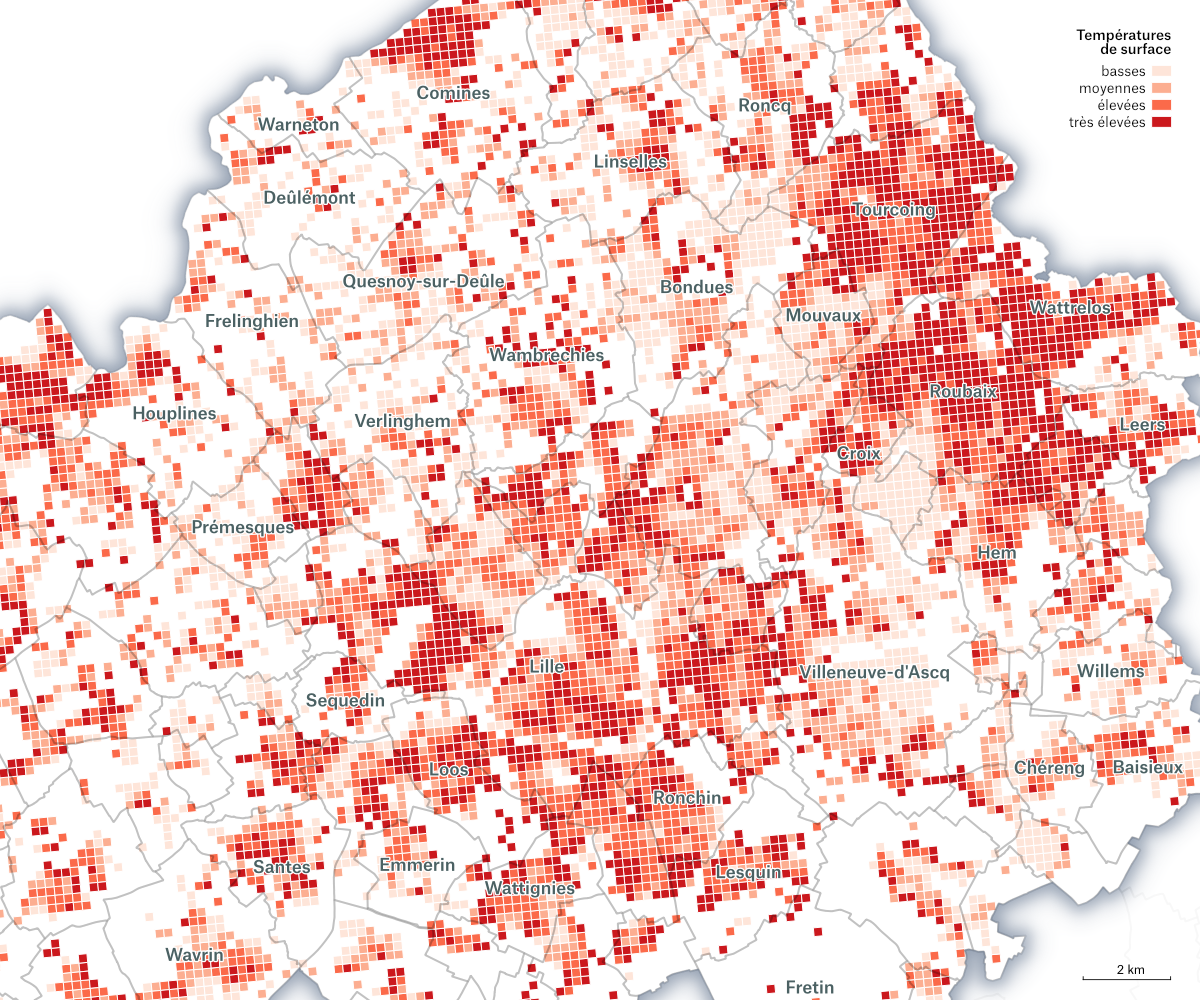 Températures
de surface
basses
moyennes
élevées
très élevées
Comines
Roncq
Warneton
Linselles
Deûlémont
Tourcoing
Quesnoy-sur-Deûle
Bondues
Wattrelos
Mouvaux
Frelinghien
Wambrechies
Roubaix
Houplines
Verlinghem
Leers
Croix
Prémesques
Hem
Lille
Villeneuve-d'Ascq
Willems
Sequedin
Loos
Chéreng
Baisieux
Ronchin
Santes
Emmerin
Lesquin
Wattignies
Wavrin
2 km
Fretin